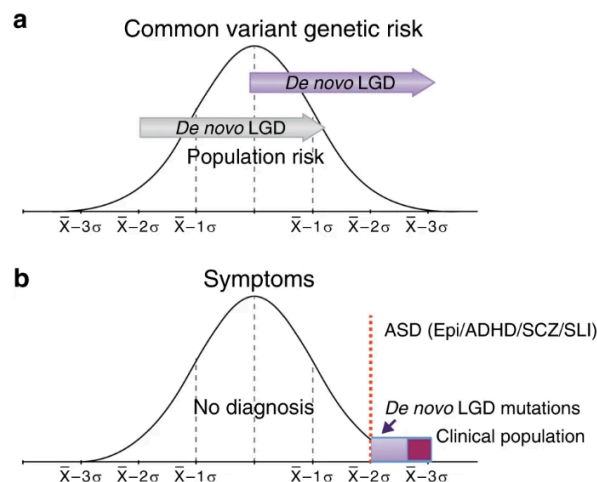 a
Common variant genetic risk
De novo LGD
De novo LGD
Population risk
X̅−3σ X̅−2σ X̅−1σ X̅−1σ X̅−2σ X̅−3σ
b
Symptoms
ASD (Epi/ADHD/SCZ/SLI)
No diagnosis
De novo LGD mutations
Clinical population
X̅−3σ X̅−2σ X̅−1σ X̅−1σ X̅−2σ X̅−3σ